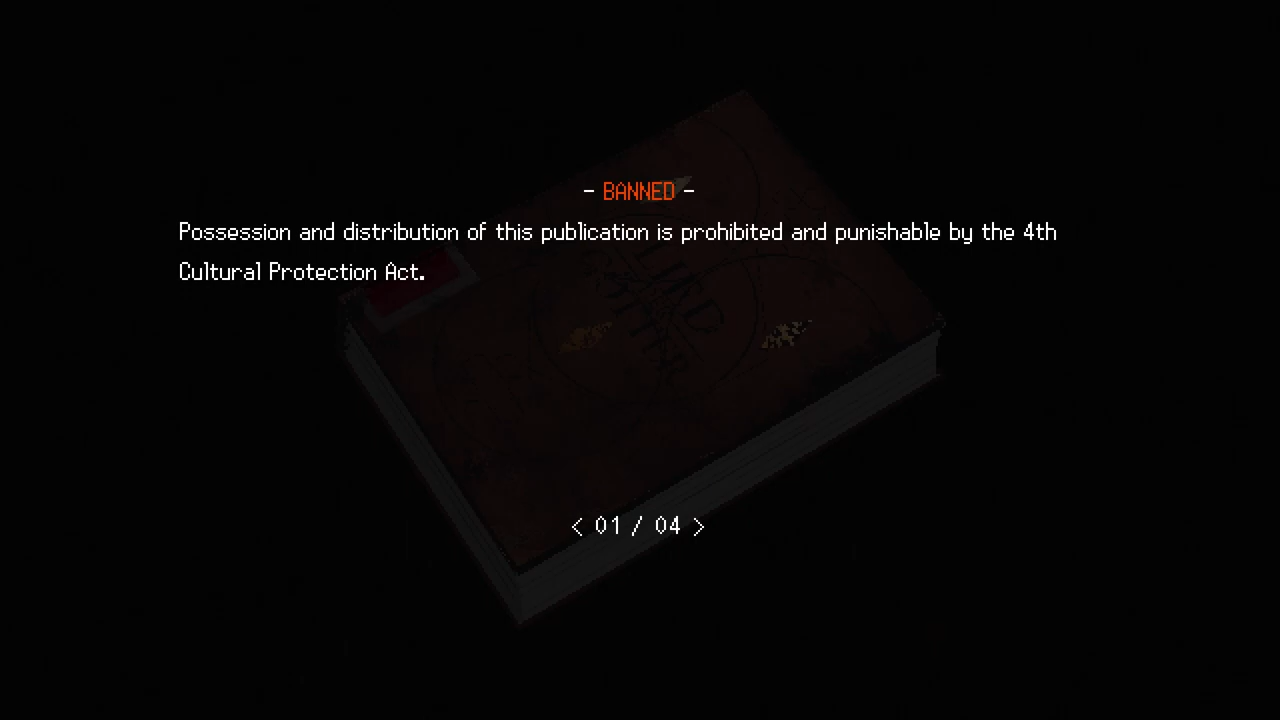 - BANNED -
Possession and distribution of this publication is prohibited and punishable by the 4th
Cultural Protection Act.
< 01 / 04 >